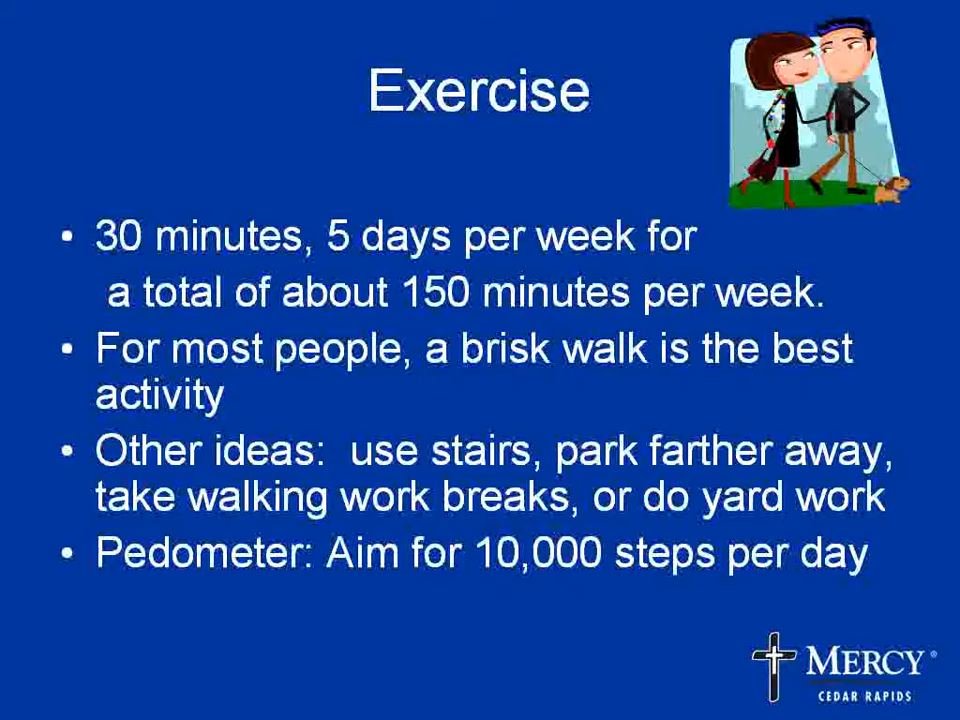 Exercise
• 30 minutes, 5 days per week for
a total of about 150 minutes per week.
• For most people, a brisk walk is the best
activity
• Other ideas:  use stairs, park farther away,
take walking work breaks, or do yard work
• Pedometer: Aim for 10,000 steps per day
MERCY®
CEDAR RAPIDS